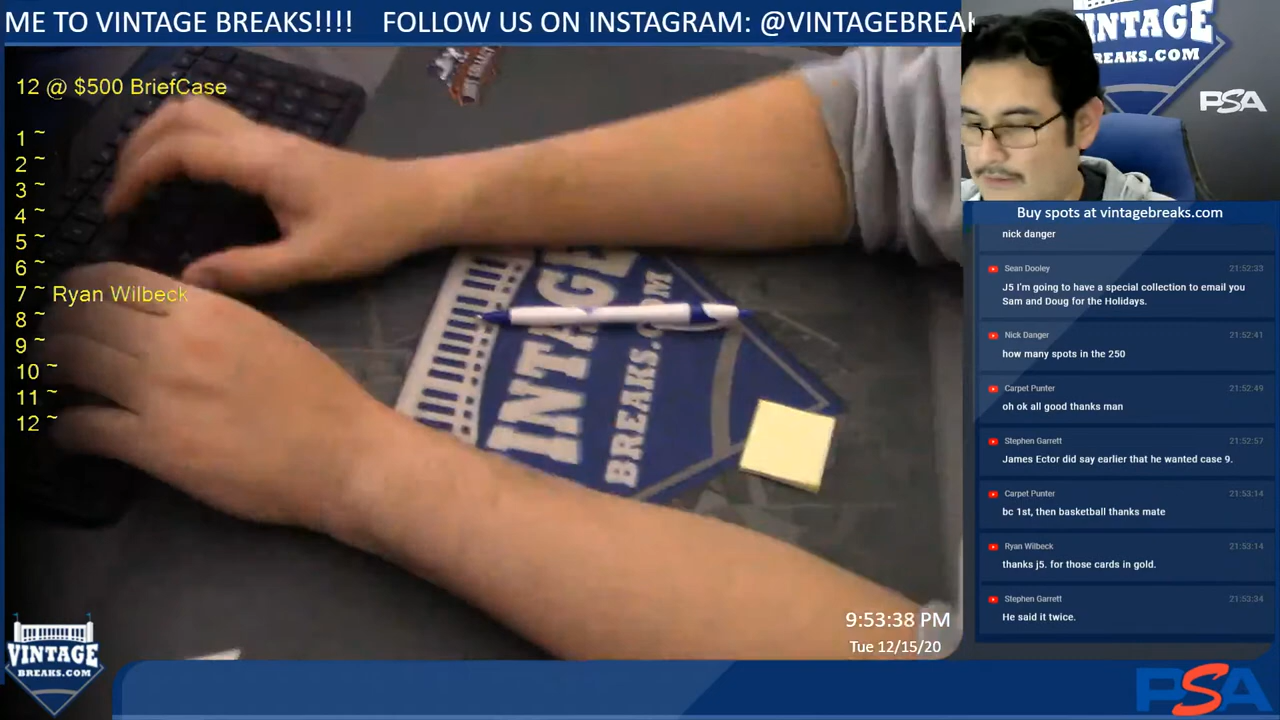 ME TO VINTAGE BREAKS!!!! FOLLOW US ON INSTAGRAM: @VINTAGEBREAK
12 @ $500 BriefCase
1 ~
2 ~
3 ~
4 ~
5 ~
6 ~
7 ~ Ryan Wilbeck
8 ~
9 ~
10 ~
11 ~
12 ~
VINTAGE
BREAKS.COM
9:53:38 PM
Tue 12/15/20
VINTAGE
BREAKS.COM
VINTAGE
BREAKS.COM
PSA
Buy spots at vintagebreaks.com
nick danger
Sean Dooley 21:52:33
J5 I'm going to have a special collection to email you
Sam and Doug for the Holidays.
Nick Danger 21:52:41
how many spots in the 250
Carpet Punter 21:52:49
oh ok all good thanks man
Stephen Garrett 21:52:57
James Ector did say earlier that he wanted case 9.
Carpet Punter 21:53:14
bc 1st, then basketball thanks mate
Ryan Wilbeck 21:53:14
thanks j5. for those cards in gold.
Stephen Garrett 21:53:34
He said it twice.
PSA